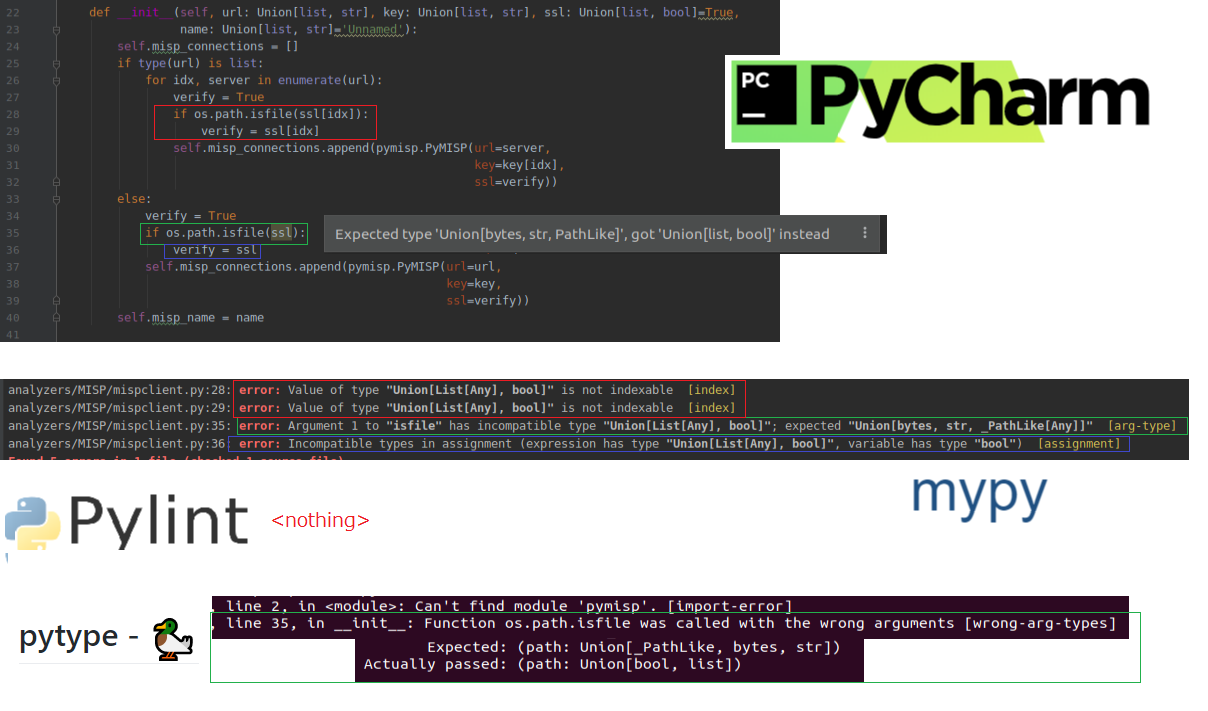 22 def __init__(self, url: Union[list, str], key: Union[list, str], ssl: Union[list, bool]=True,
23 name: Union[list, str]='Unnamed'):
24 self.misp_connections = []
25 if type(url) is list:
26 for idx, server in enumerate(url):
27 verify = True
28 if os.path.isfile(ssl[idx]):
29 verify = ssl[idx]
30 self.misp_connections.append(pymisp.PyMISP(url=server,
31 key=key[idx],
32 ssl=verify))
33 else:
34 verify = True
35 if os.path.isfile(ssl):
36 verify = ssl
37 self.misp_connections.append(pymisp.PyMISP(url=url,
38 key=key,
39 ssl=verify))
40 self.misp_name = name
41
PC
PyCharm
Expected type 'Union[bytes, str, PathLike]', got 'Union[list, bool]' instead
analyzers/MISP/mispclient.py:28: error: Value of type "Union[List[Any], bool]" is not indexable [index]
analyzers/MISP/mispclient.py:29: error: Value of type "Union[List[Any], bool]" is not indexable [index]
analyzers/MISP/mispclient.py:35: error: Argument 1 to "isfile" has incompatible type "Union[List[Any], bool]"; expected "Union[bytes, str, _PathLike[Any]]" [arg-type]
analyzers/MISP/mispclient.py:36: error: Incompatible types in assignment (expression has type "Union[List[Any], bool]", variable has type "bool") [assignment]
Found 5 errors in 1 file (checked 1 source file)
Pylint <nothing>
mypy
pytype -
, line 2, in <module>: Can't find module 'pymisp'. [import-error]
, line 35, in __init__: Function os.path.isfile was called with the wrong arguments [wrong-arg-types]
Expected: (path: Union[_PathLike, bytes, str])
Actually passed: (path: Union[bool, list])